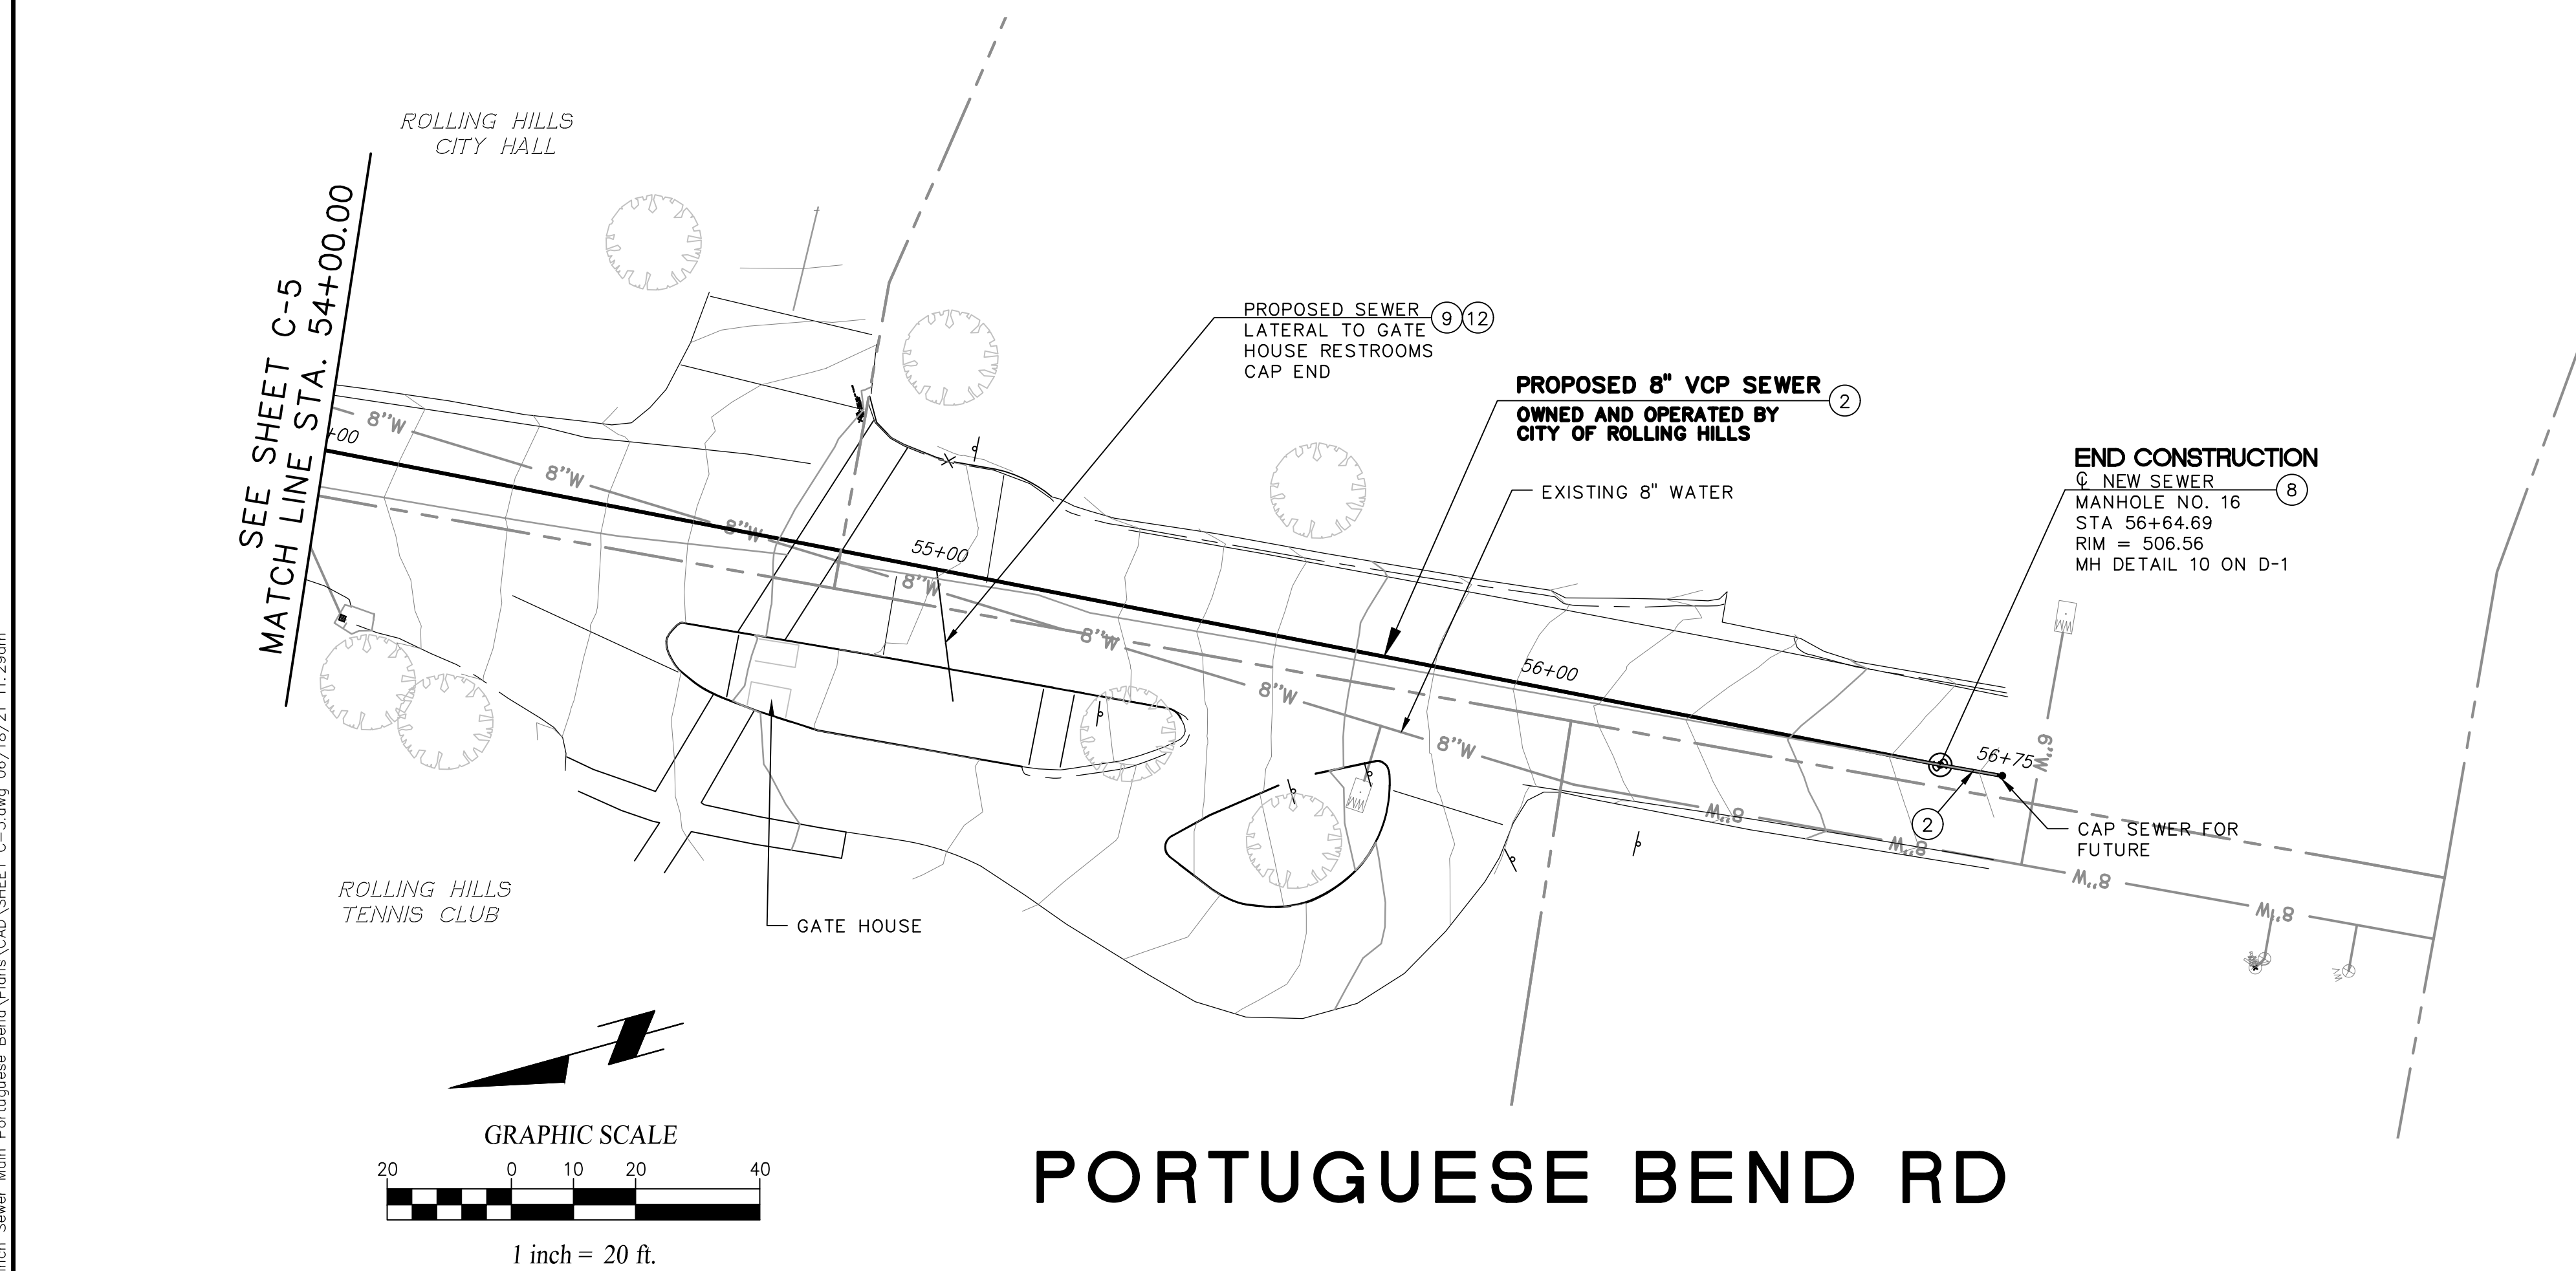 ROLLING HILLS
CITY HALL
SEE SHEET C-5
MATCH LINE STA. 54+00.00
+00
8"W
8"W
8"W
8"W
8"W
8"W
8"W
8"W
8"W
8"W
8"W
6"W
55+00
56+00
56+75
PROPOSED SEWER
LATERAL TO GATE
HOUSE RESTROOMS
CAP END
9 12
PROPOSED 8" VCP SEWER
OWNED AND OPERATED BY
CITY OF ROLLING HILLS
2
EXISTING 8" WATER
END CONSTRUCTION
℄ NEW SEWER
MANHOLE NO. 16
STA 56+64.69
RIM = 506.56
MH DETAIL 10 ON D-1
8
WM
WM
S
2
CAP SEWER FOR
FUTURE
GATE HOUSE
ROLLING HILLS
TENNIS CLUB
GRAPHIC SCALE
20 0 10 20 40
1 inch = 20 ft.
PORTUGUESE BEND RD